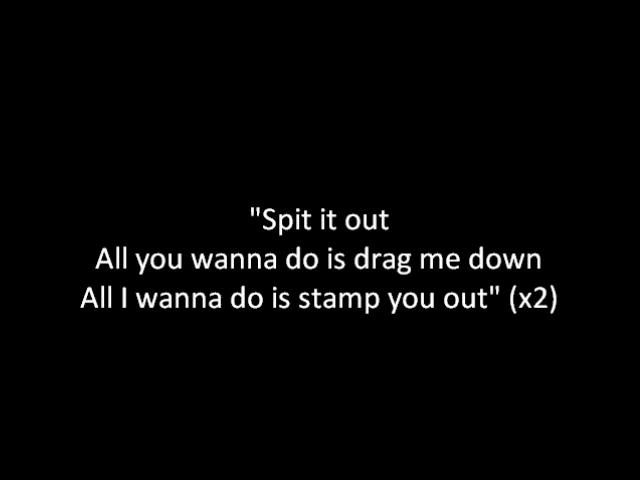 "Spit it out
All you wanna do is drag me down
All I wanna do is stamp you out" (x2)